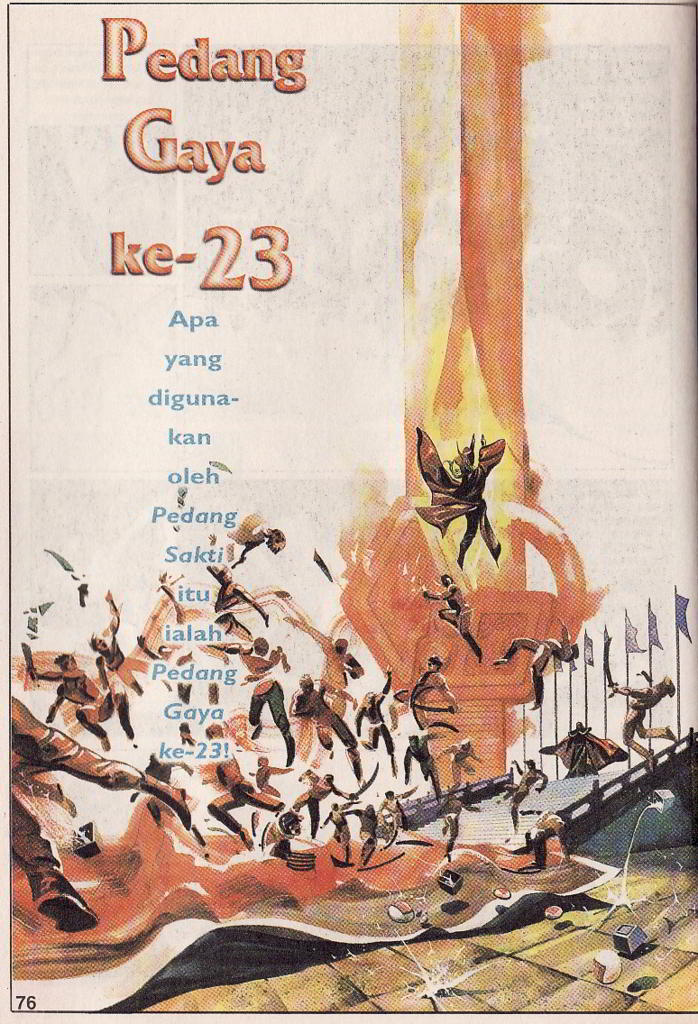 Pedang
Gaya
ke-23
Apa
yang
diguna-
kan
oleh
Pedang
Sakti
itu
ialah
Pedang
Gaya
ke-23!
76